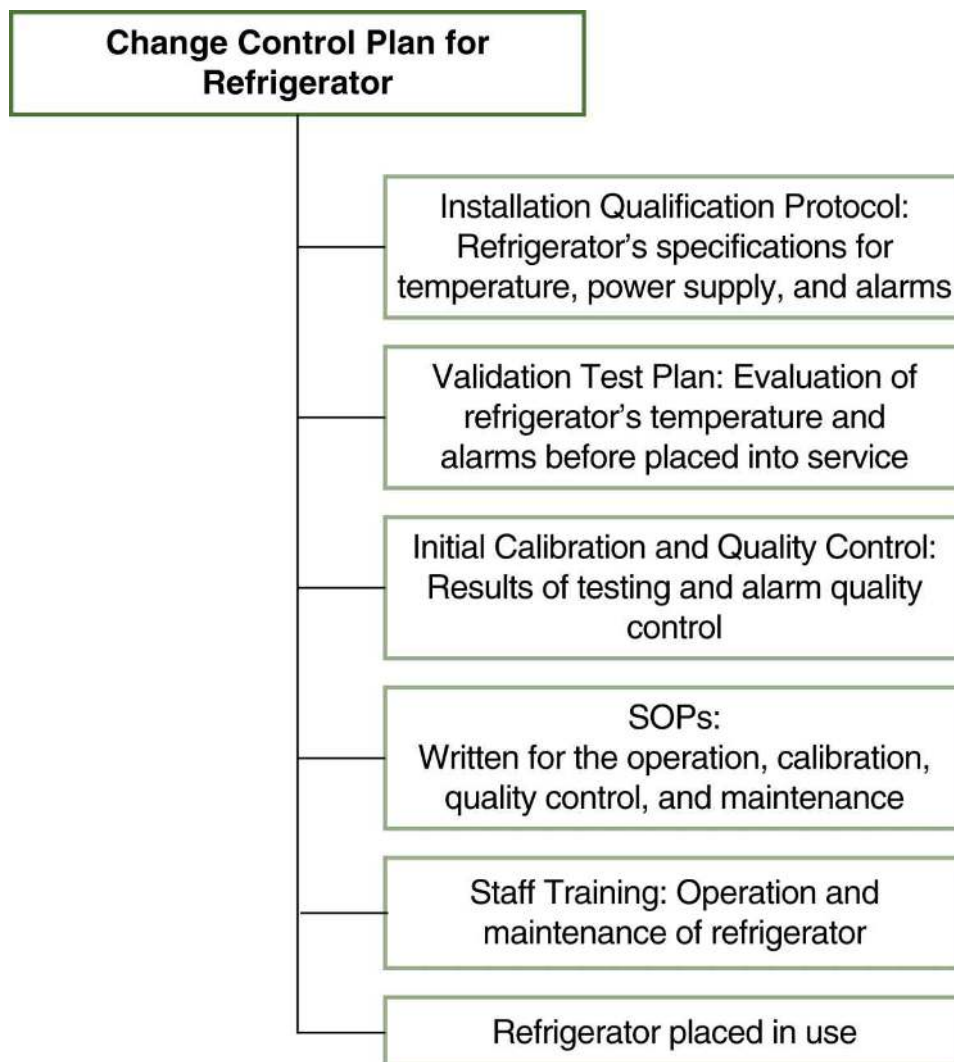 Change Control Plan for
Refrigerator
Installation Qualification Protocol:
Refrigerator’s specifications for
temperature, power supply, and alarms
Validation Test Plan: Evaluation of
refrigerator’s temperature and
alarms before placed into service
Initial Calibration and Quality Control:
Results of testing and alarm quality
control
SOPs:
Written for the operation, calibration,
quality control, and maintenance
Staff Training: Operation and
maintenance of refrigerator
Refrigerator placed in use